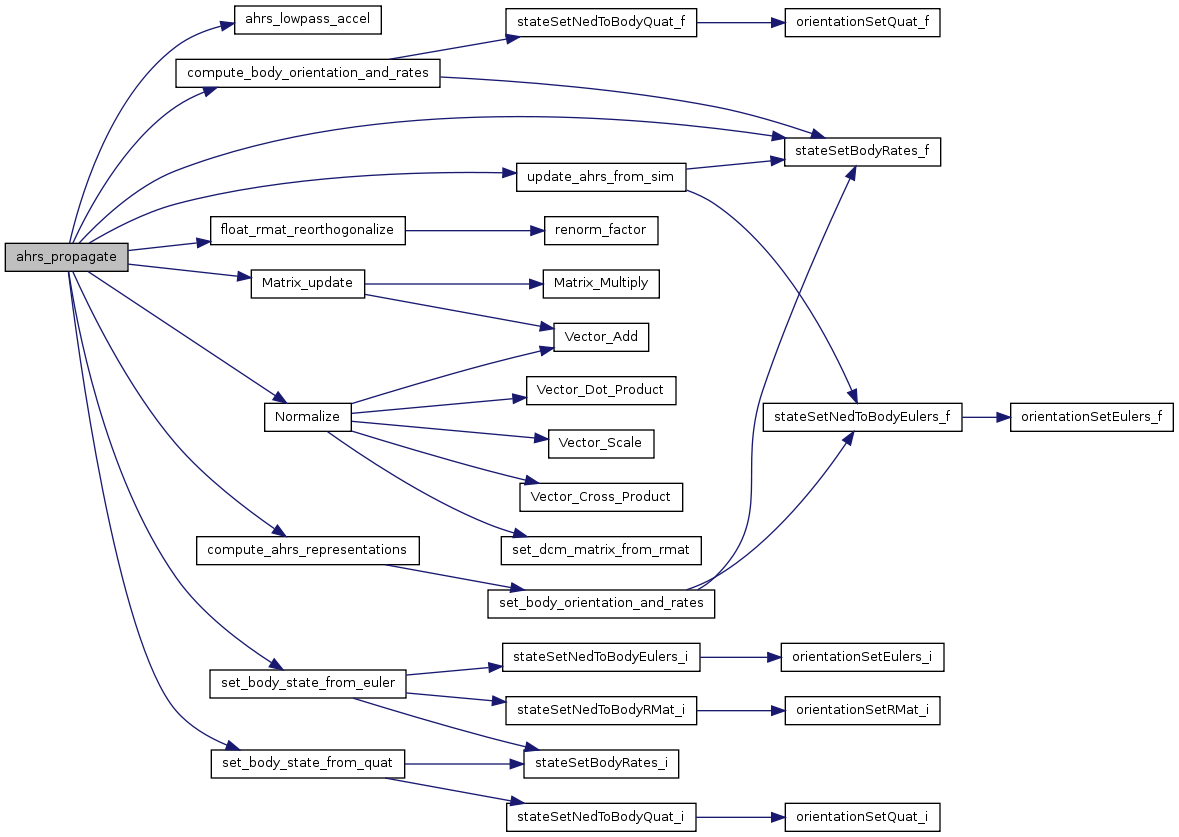 ahrs_lowpass_accel
stateSetNedToBodyQuat_f
orientationSetQuat_f
compute_body_orientation_and_rates
stateSetBodyRates_f
update_ahrs_from_sim
float_rmat_reorthogonalize
renorm_factor
ahrs_propagate
Matrix_update
Matrix_Multiply
Vector_Add
Vector_Dot_Product
Normalize
stateSetNedToBodyEulers_f
orientationSetEulers_f
Vector_Scale
Vector_Cross_Product
compute_ahrs_representations
set_dcm_matrix_from_rmat
set_body_orientation_and_rates
stateSetNedToBodyEulers_i
orientationSetEulers_i
set_body_state_from_euler
stateSetNedToBodyRMat_i
orientationSetRMat_i
set_body_state_from_quat
stateSetBodyRates_i
stateSetNedToBodyQuat_i
orientationSetQuat_i